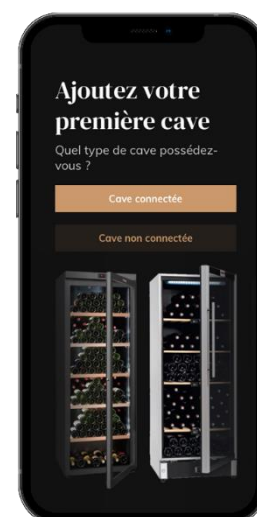 Ajoutez votre
première cave
Quel type de cave possédez-
vous ?
Cave connectée
Cave non connectée